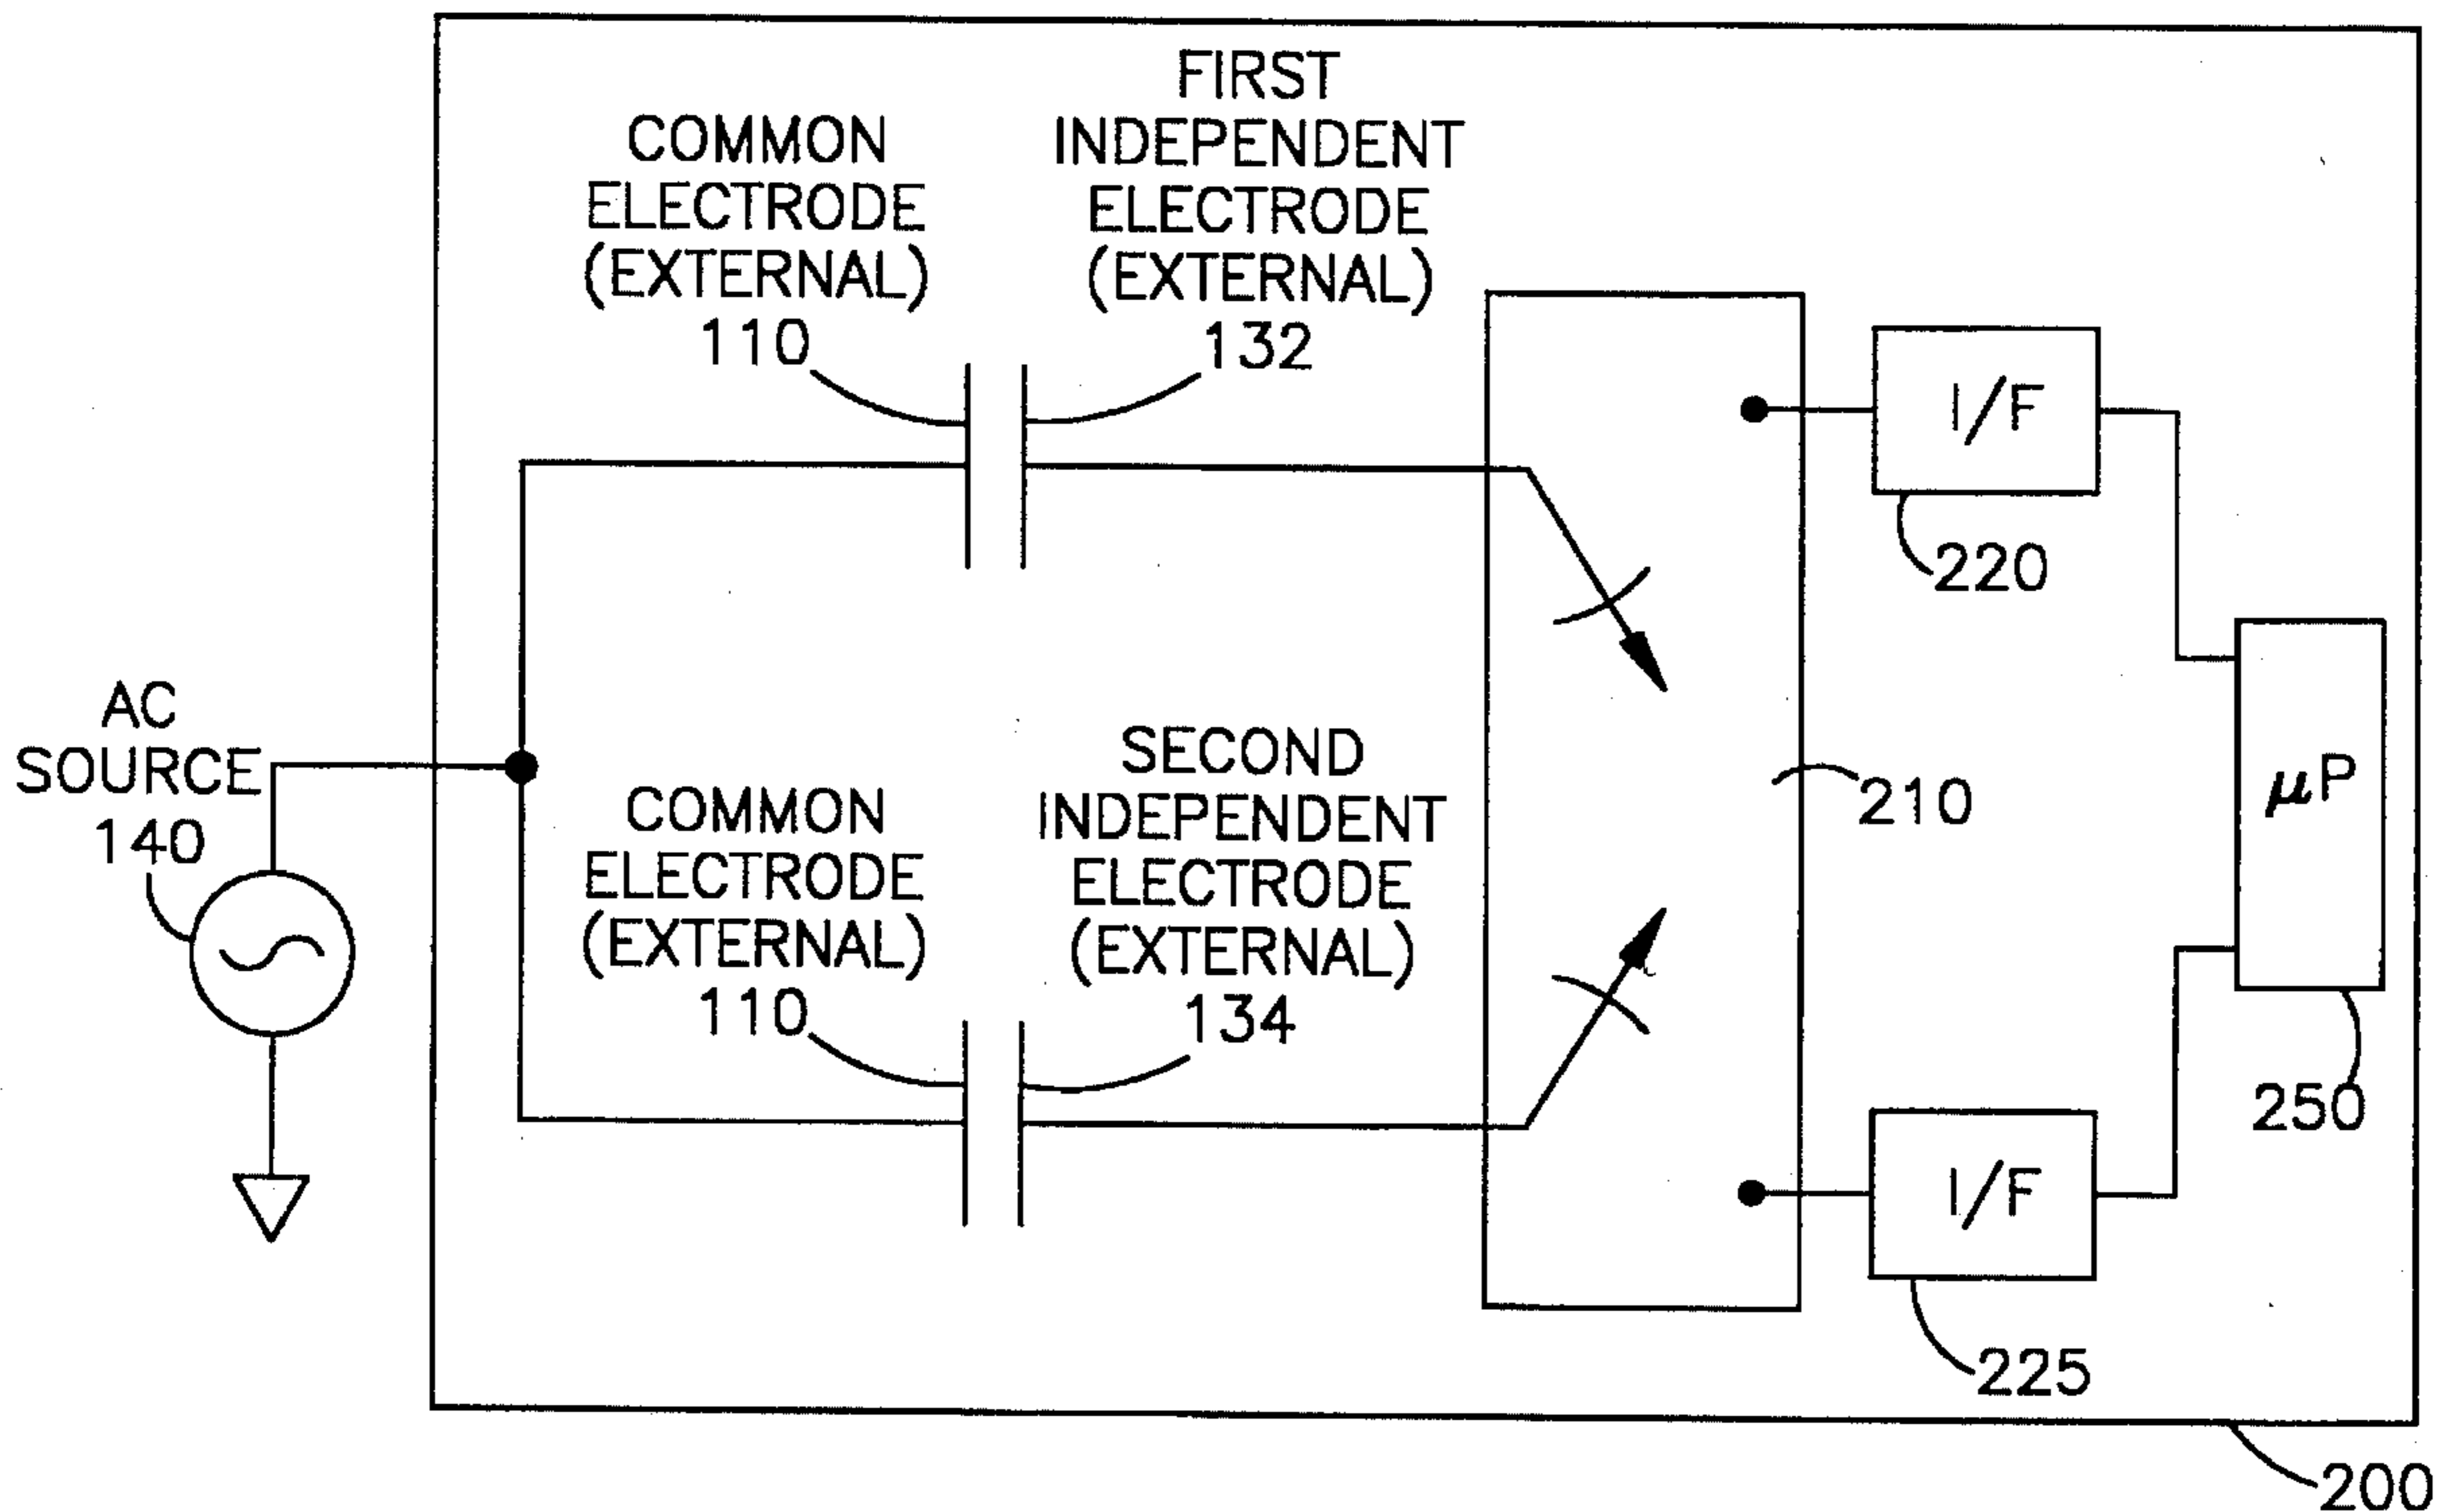 COMMON
ELECTRODE
(EXTERNAL)
110
FIRST
INDEPENDENT
ELECTRODE
(EXTERNAL)
132
I/F
220
AC
SOURCE
140
COMMON
ELECTRODE
(EXTERNAL)
110
SECOND
INDEPENDENT
ELECTRODE
(EXTERNAL)
134
210
μP
250
I/F
225
200